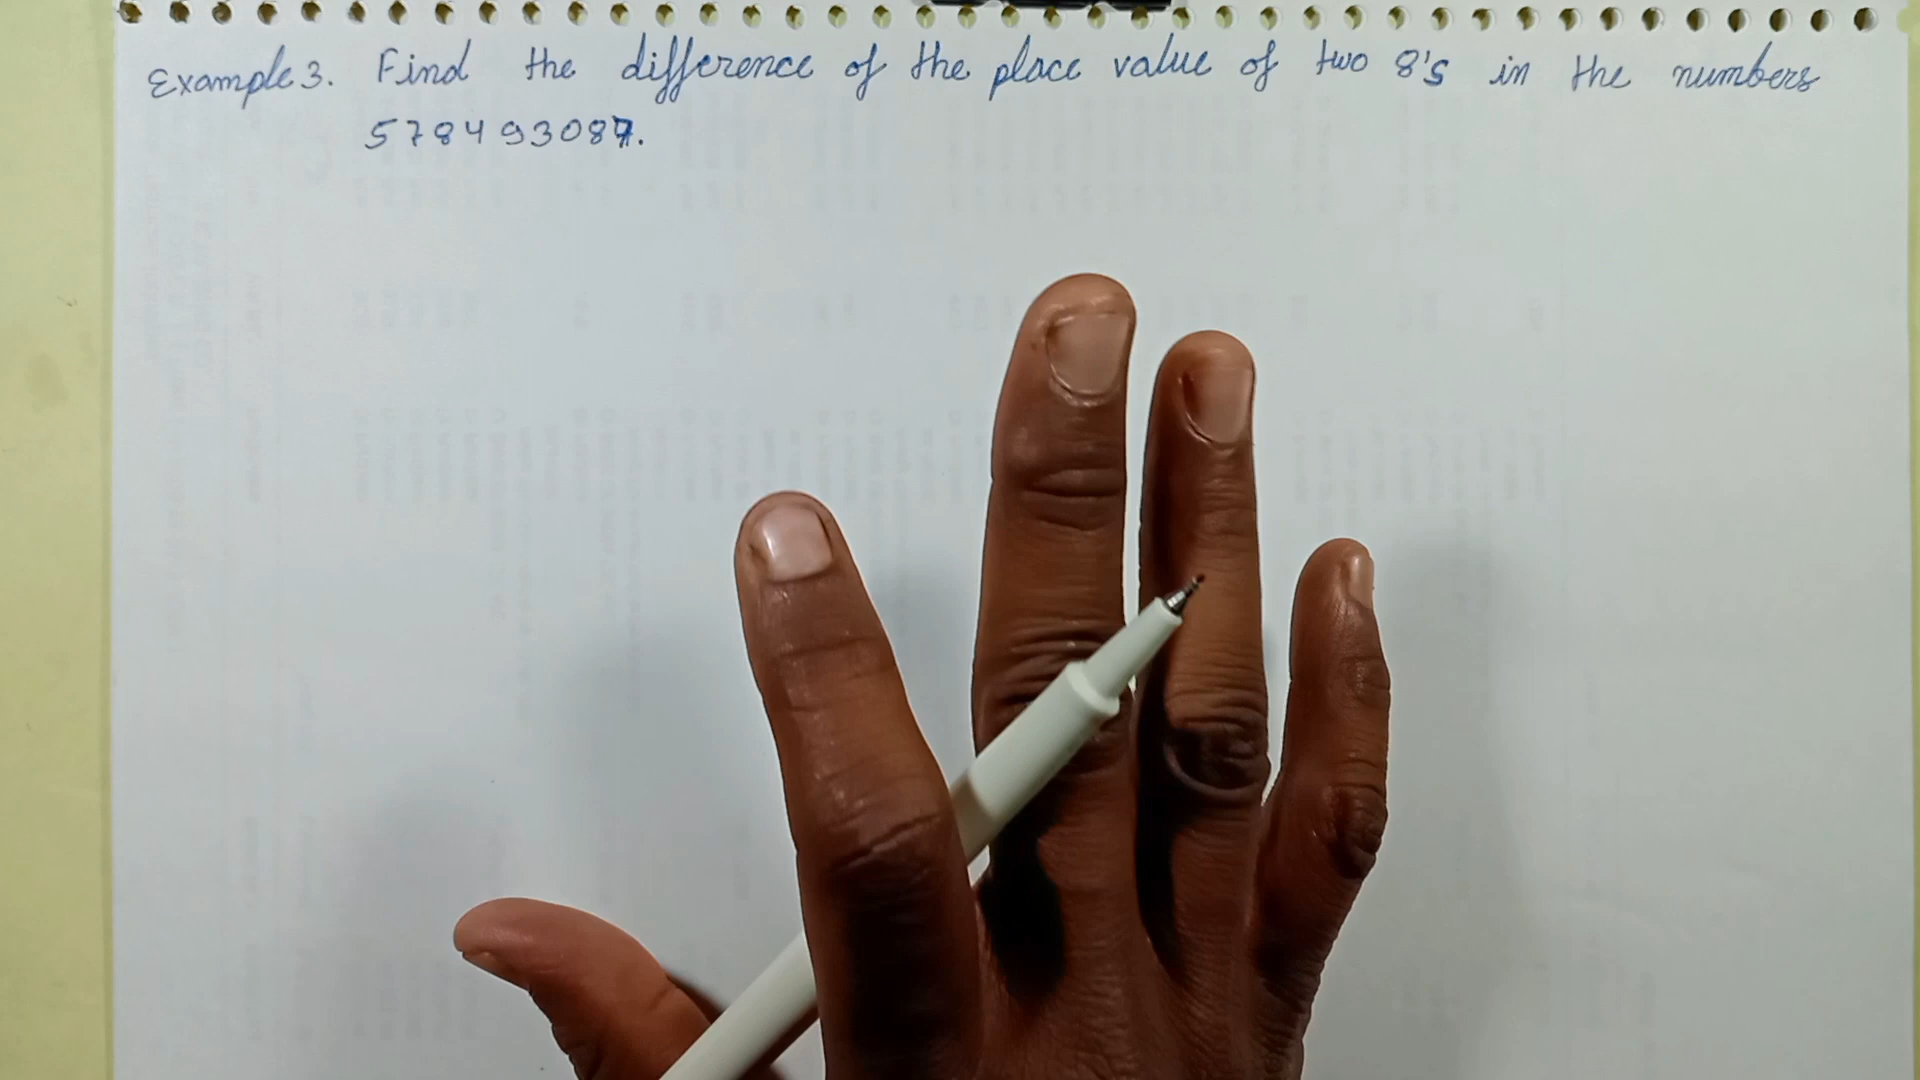 Example 3. Find the difference of the place value of two 8's in the numbers
578493087.